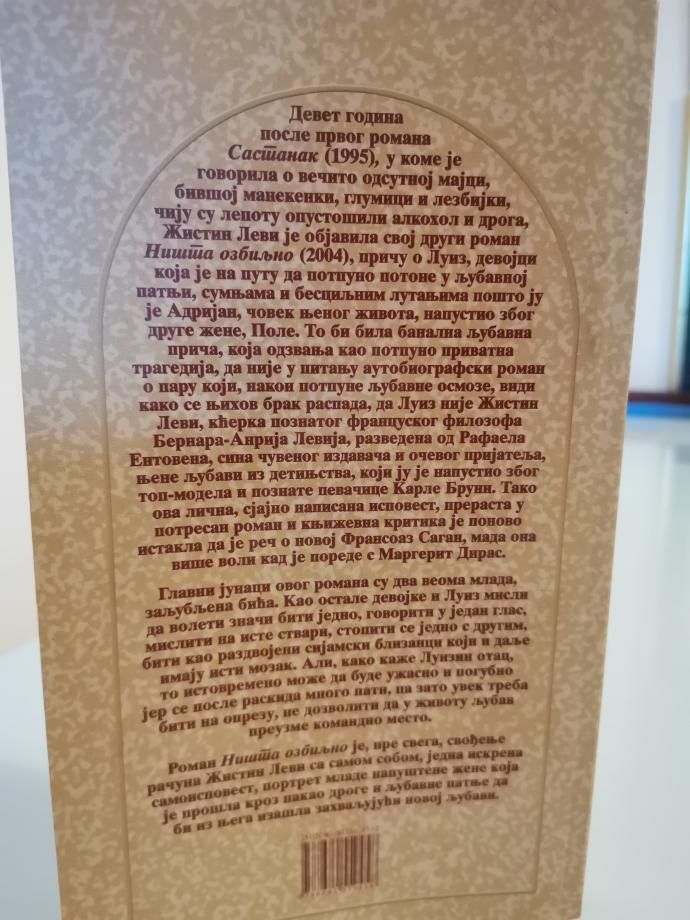 Девет година
после првог романа
Састанак (1995), у коме је
говорила о вечито одсутној мајци,
бившој манекенки, глумици и лезбијки,
чију су лепоту опустошили алкохол и дрога,
Жистин Леви је објавила свој други роман
Ништа озбиљно (2004), причу о Луиз, девојци
која је на путу да потпуно потоне у љубавној
патњи, сумњама и бесциљним лутањима пошто ју
је Адријан, човек њеног живота, напустио због
друге жене, Поле. То би била банална љубавна
прича, која одзвања као потпуно приватна
трагедија, да није у питању аутобиографски роман
о пару који, након потпуне љубавне осмозе, види
како се њихов брак распада, да Луиз није Жистин
Леви, кћерка познатог француског филозофа
Бернара-Анрија Левија, разведена од Рафаела
Ентовена, сина чувеног издавача и очевог пријатеља,
њене љубави из детињства, који ју је напустио због
топ-модела и познате певачице Карле Бруни. Тако
ова лична, сјајно написана исповест, прераста у
потресан роман и књижевна критика је поново
истакла да је реч о новој Франсоаз Саган, мада она
више воли кад је пореде с Маргерит Дирас.
Главни јунаци овог романа су два веома млада,
заљубљена бића. Као остале девојке и Луиз мисли
да волети значи бити једно, говорити у један глас,
мислити на исте ствари, стопити се једно с другим,
бити као раздвојени сијамски близанци који и даље
имају исти мозак. Али, како каже Луизин отац,
то истовремено може да буде ужасно и погубно
јер се после раскида много пати, па зато увек треба
бити на опрезу, не дозволити да у животу љубав
преузме командно место.
Роман Ништа озбиљно је, пре свега, свођење
рачуна Жистин Леви са самом собом, једна искрена
самоисповест, портрет младе напуштене жене која
је прошла кроз пакао дроге и љубавне патње да
би из њега изашла захваљујући новој љубави.